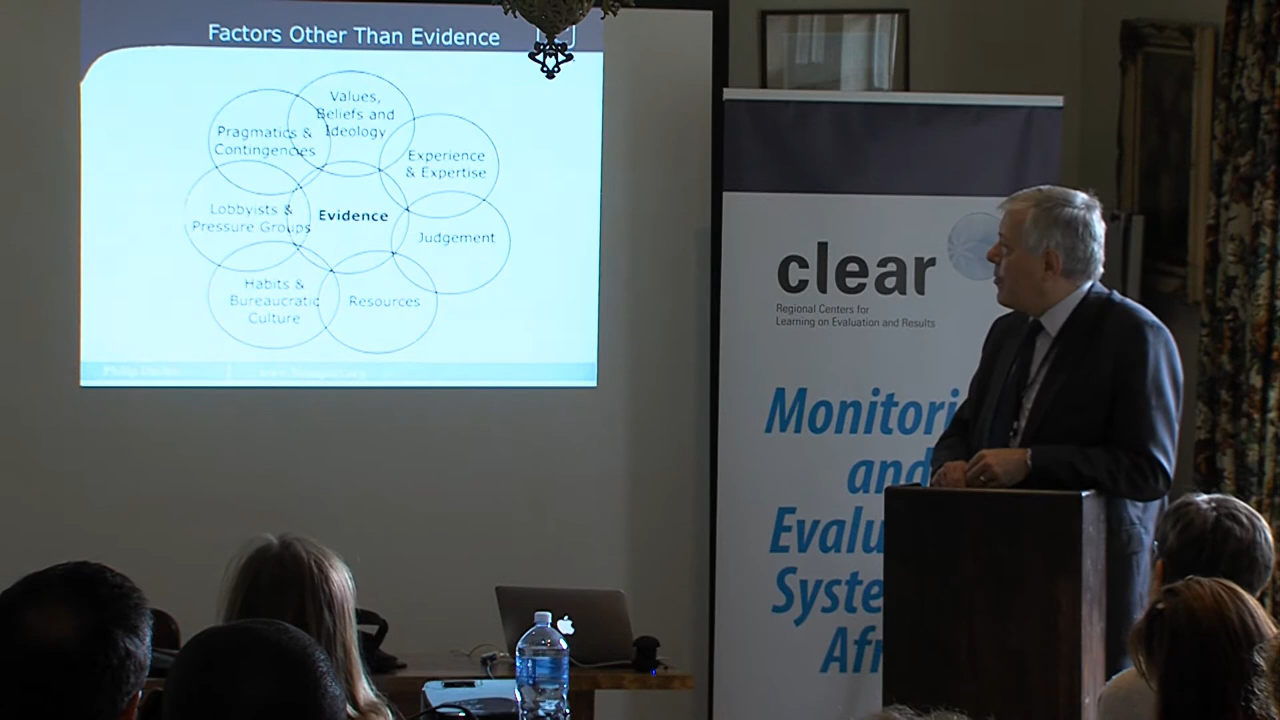 Factors Other Than Evidence
Values,
Beliefs and
Ideology
Pragmatics &
Contingencies
Experience
& Expertise
Lobbyists &
Pressure Groups
Evidence
Judgement
Habits &
Bureaucratic
Culture
Resources
clear
Regional Centers for
Learning on Evaluation and Results
Monitori
and
Evalu
Syste
Afr